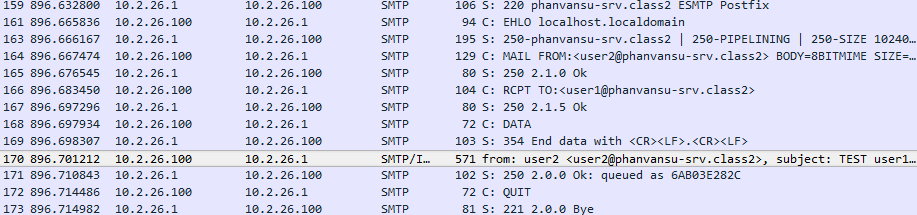 159 896.632800 10.2.26.1 10.2.26.100 SMTP 106 S: 220 phanvansu-srv.class2 ESMTP Postfix
161 896.665836 10.2.26.100 10.2.26.1 SMTP 94 C: EHLO localhost.localdomain
163 896.666167 10.2.26.1 10.2.26.100 SMTP 195 S: 250-phanvansu-srv.class2 | 250-PIPELINING | 250-SIZE 10240…
164 896.667474 10.2.26.100 10.2.26.1 SMTP 129 C: MAIL FROM:<user2@phanvansu-srv.class2> BODY=8BITMIME SIZE=…
165 896.676545 10.2.26.1 10.2.26.100 SMTP 80 S: 250 2.1.0 Ok
166 896.683450 10.2.26.100 10.2.26.1 SMTP 104 C: RCPT TO:<user1@phanvansu-srv.class2>
167 896.697296 10.2.26.1 10.2.26.100 SMTP 80 S: 250 2.1.5 Ok
168 896.697934 10.2.26.100 10.2.26.1 SMTP 72 C: DATA
169 896.698307 10.2.26.1 10.2.26.100 SMTP 103 S: 354 End data with <CR><LF>.<CR><LF>
170 896.701212 10.2.26.100 10.2.26.1 SMTP/I… 571 from: user2 <user2@phanvansu-srv.class2>, subject: TEST user1…
171 896.710843 10.2.26.1 10.2.26.100 SMTP 102 S: 250 2.0.0 Ok: queued as 6AB03E282C
172 896.714486 10.2.26.100 10.2.26.1 SMTP 72 C: QUIT
173 896.714982 10.2.26.1 10.2.26.100 SMTP 81 S: 221 2.0.0 Bye